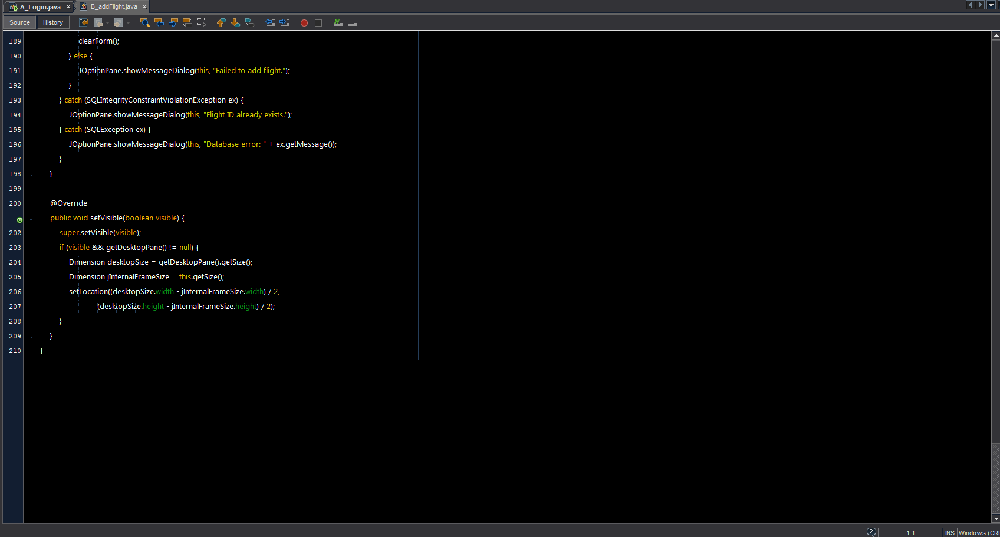 A_Login.java × B_addFlight.java ×
Source History
189 clearForm();
190 } else {
191 JOptionPane.showMessageDialog(this, "Failed to add flight.");
192 }
193 } catch (SQLIntegrityConstraintViolationException ex) {
194 JOptionPane.showMessageDialog(this, "Flight ID already exists.");
195 } catch (SQLException ex) {
196 JOptionPane.showMessageDialog(this, "Database error: " + ex.getMessage());
197 }
198 }
199
200 @Override
public void setVisible(boolean visible) {
202 super.setVisible(visible);
203 if (visible && getDesktopPane() != null) {
204 Dimension desktopSize = getDesktopPane().getSize();
205 Dimension jInternalFrameSize = this.getSize();
206 setLocation((desktopSize.width - jInternalFrameSize.width) / 2,
207 (desktopSize.height - jInternalFrameSize.height) / 2);
208 }
209 }
210 }
2 1:1 INS Windows (CRL